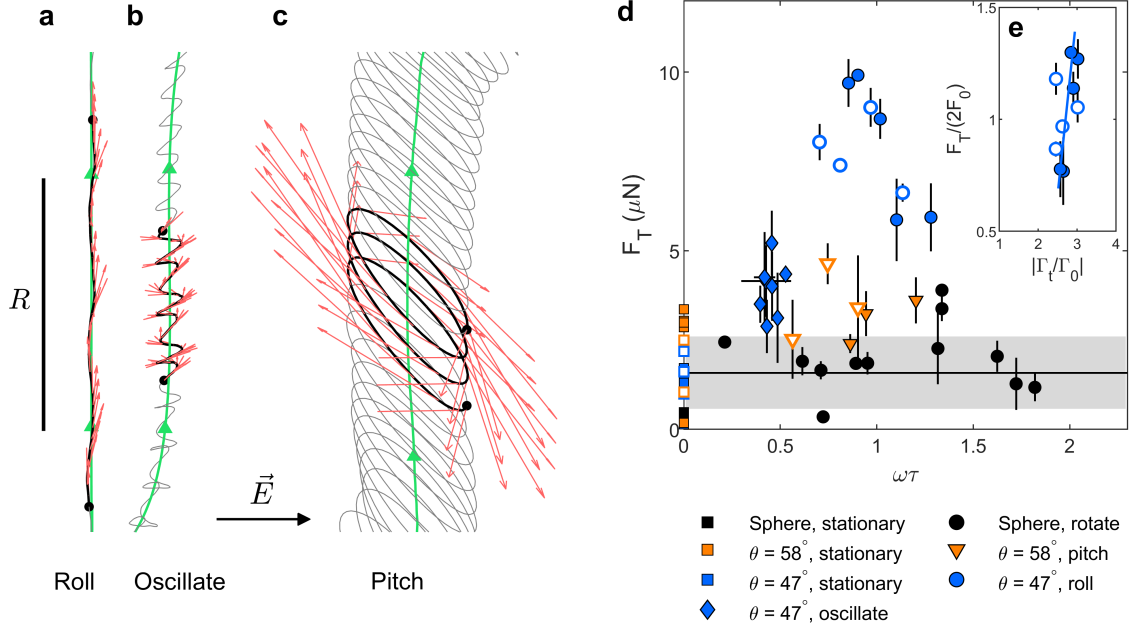 a
b
c
R
E
Roll
Oscillate
Pitch
d
F_T (μN)
10
5
0
0
0.5
1
1.5
2
ωτ
e
F_T/(2F_0)
1.5
1
0.5
1
2
3
4
|Γ_t/Γ_0|
Sphere, stationary
θ = 58°, stationary
θ = 47°, stationary
θ = 47°, oscillate
Sphere, rotate
θ = 58°, pitch
θ = 47°, roll